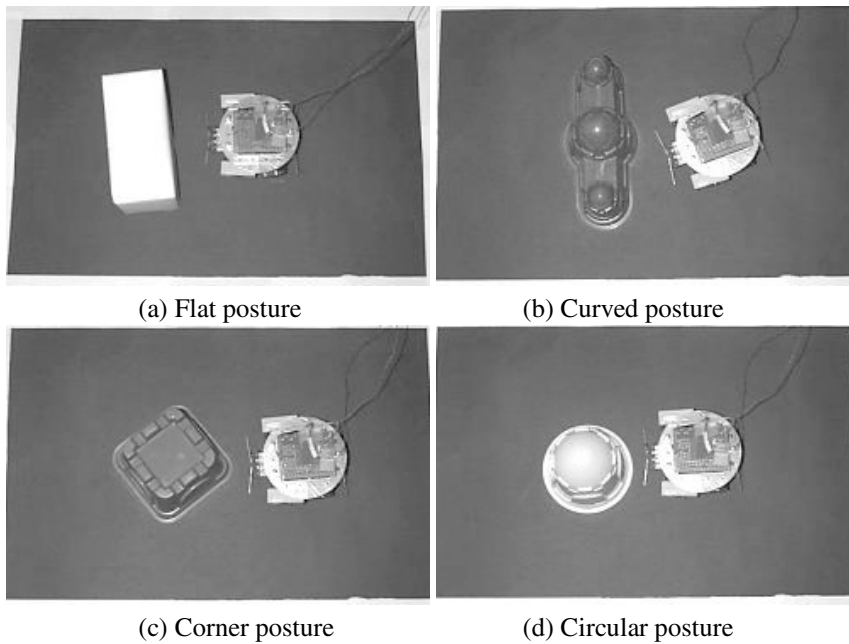 (a) Flat posture
(b) Curved posture
(c) Corner posture
(d) Circular posture